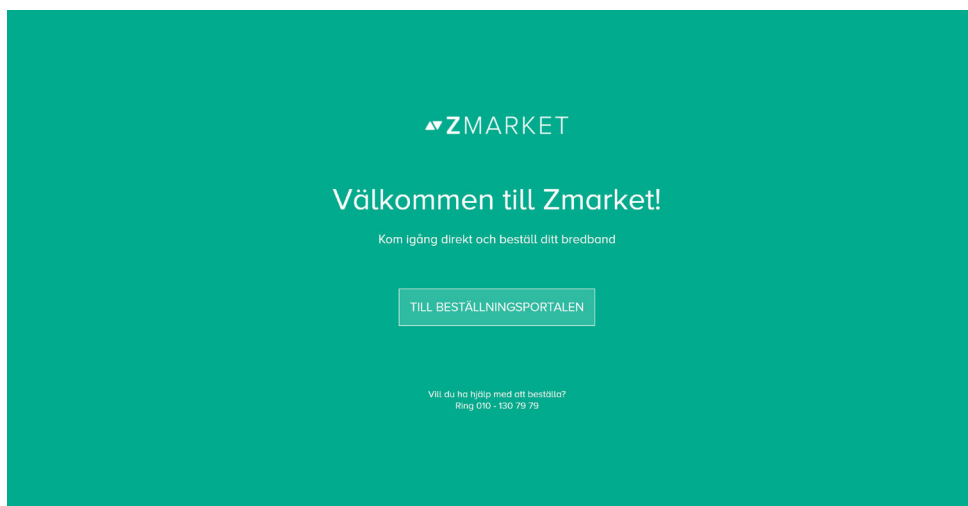 ZMARKET
Välkommen till Zmarket!
Kom igång direkt och beställ ditt bredband
TILL BESTÄLLNINGSPORTALEN
Vill du ha hjälp med att beställa?
Ring 010 - 130 79 79